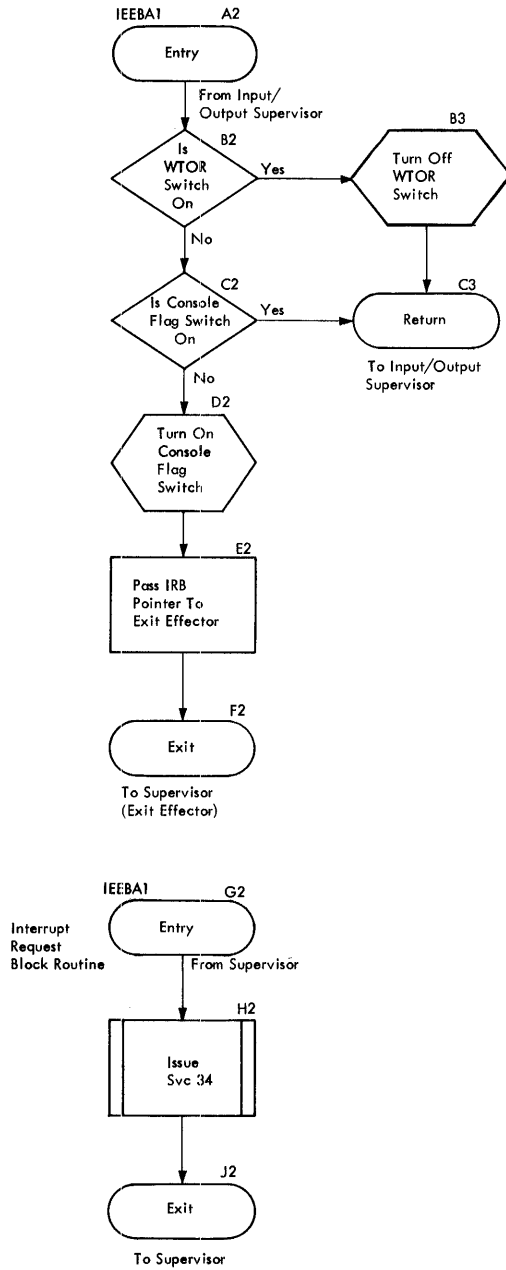 IEEBA1 A2
Entry
From Input/
Output Supervisor
B2
Is
WTOR
Switch
On
Yes
B3
Turn Off
WTOR
Switch
No
C2
Is Console
Flag Switch
On
Yes
C3
Return
To Input/Output
Supervisor
No
D2
Turn On
Console
Flag
Switch
E2
Pass IRB
Pointer To
Exit Effector
F2
Exit
To Supervisor
(Exit Effector)
IEEBA1 G2
Entry
Interrupt
Request
Block Routine
From Supervisor
H2
Issue
Svc 34
J2
Exit
To Supervisor